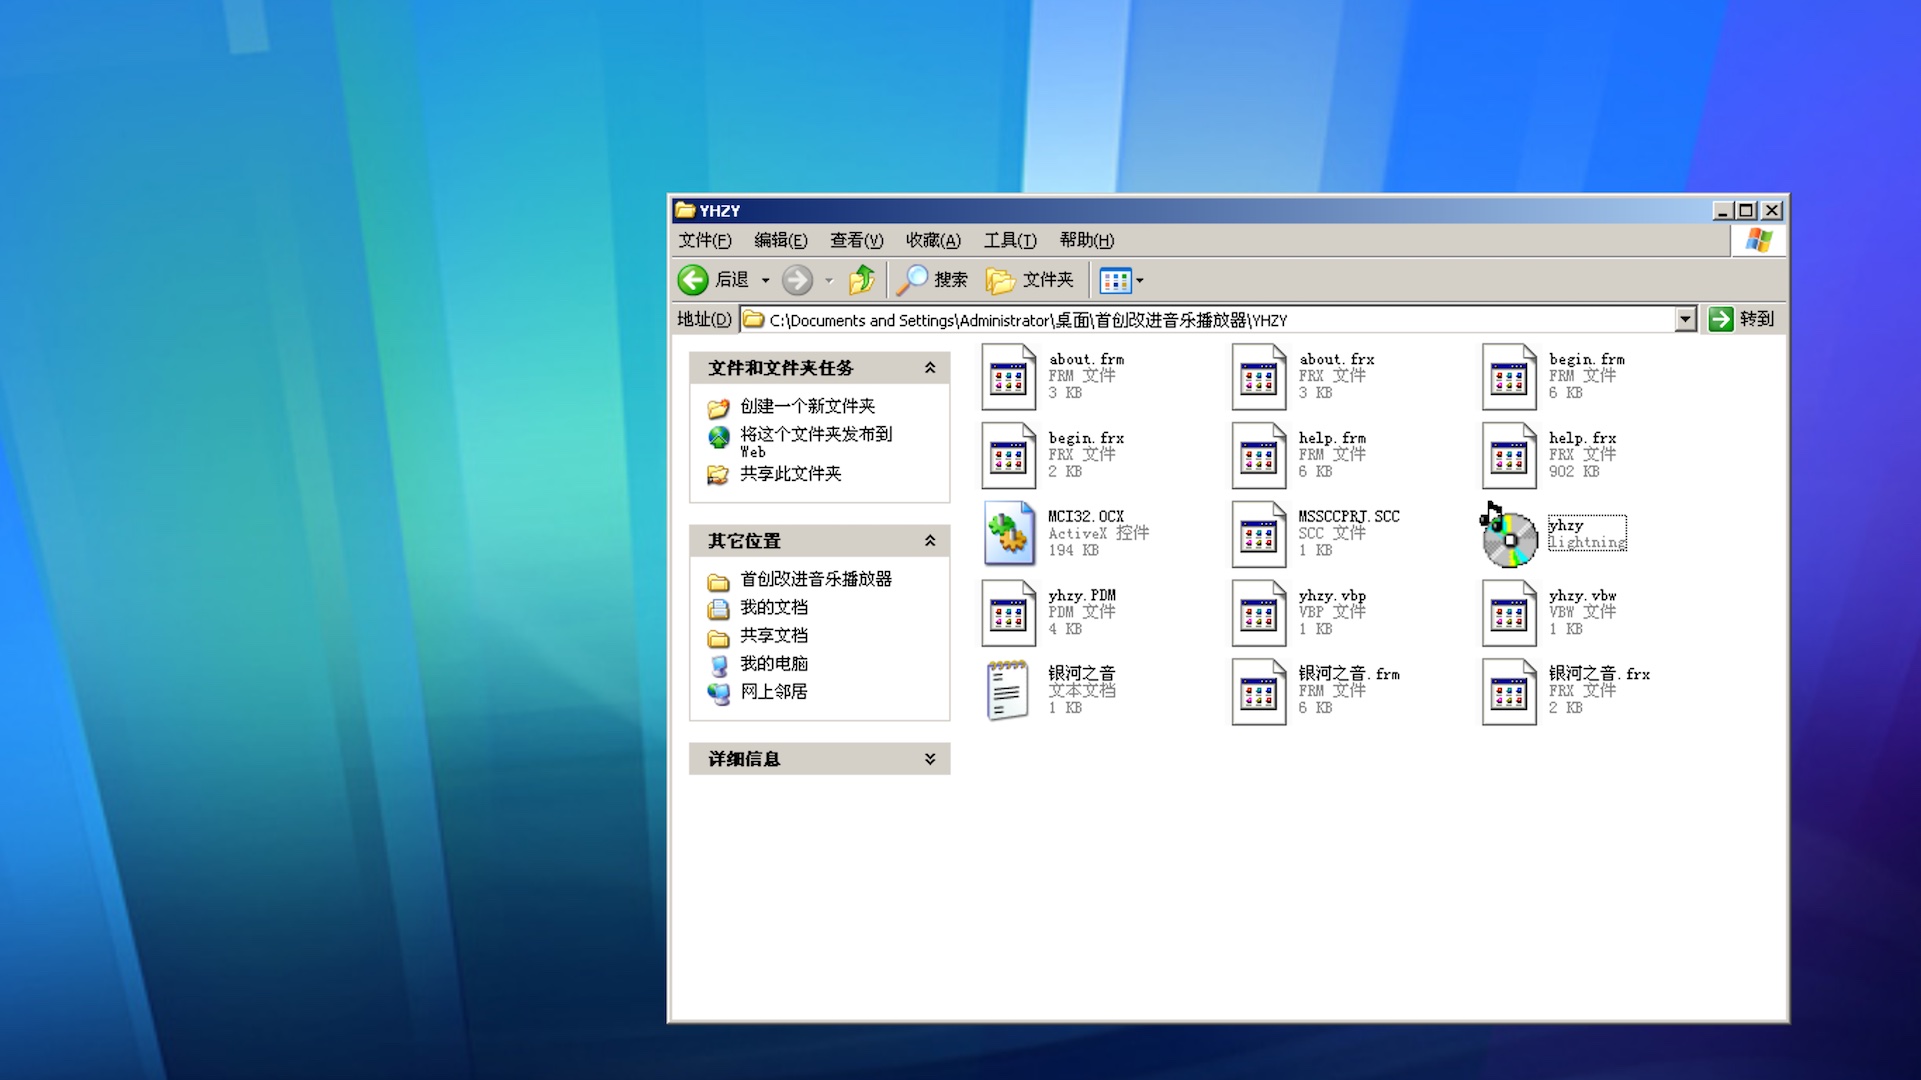 YHZY
文件(F) 编辑(E) 查看(V) 收藏(A) 工具(T) 帮助(H)
后退 搜索 文件夹
地址(D) C:\Documents and Settings\Administrator\桌面\首创改进音乐播放器\YHZY 转到
文件和文件夹任务
创建一个新文件夹
将这个文件夹发布到
Web
共享此文件夹
其它位置
首创改进音乐播放器
我的文档
共享文档
我的电脑
网上邻居
详细信息
about.frm
FRM 文件
3 KB
about.frx
FRX 文件
3 KB
begin.frm
FRM 文件
6 KB
begin.frx
FRX 文件
2 KB
help.frm
FRM 文件
6 KB
help.frx
FRX 文件
902 KB
MCI32.OCX
ActiveX 控件
194 KB
MSSCCPRJ.SCC
SCC 文件
1 KB
yhzy
lightning
yhzy.PDM
PDM 文件
4 KB
yhzy.vbp
VBP 文件
1 KB
yhzy.vbw
VBW 文件
1 KB
银河之音
文本文档
1 KB
银河之音.frm
FRM 文件
6 KB
银河之音.frx
FRX 文件
2 KB